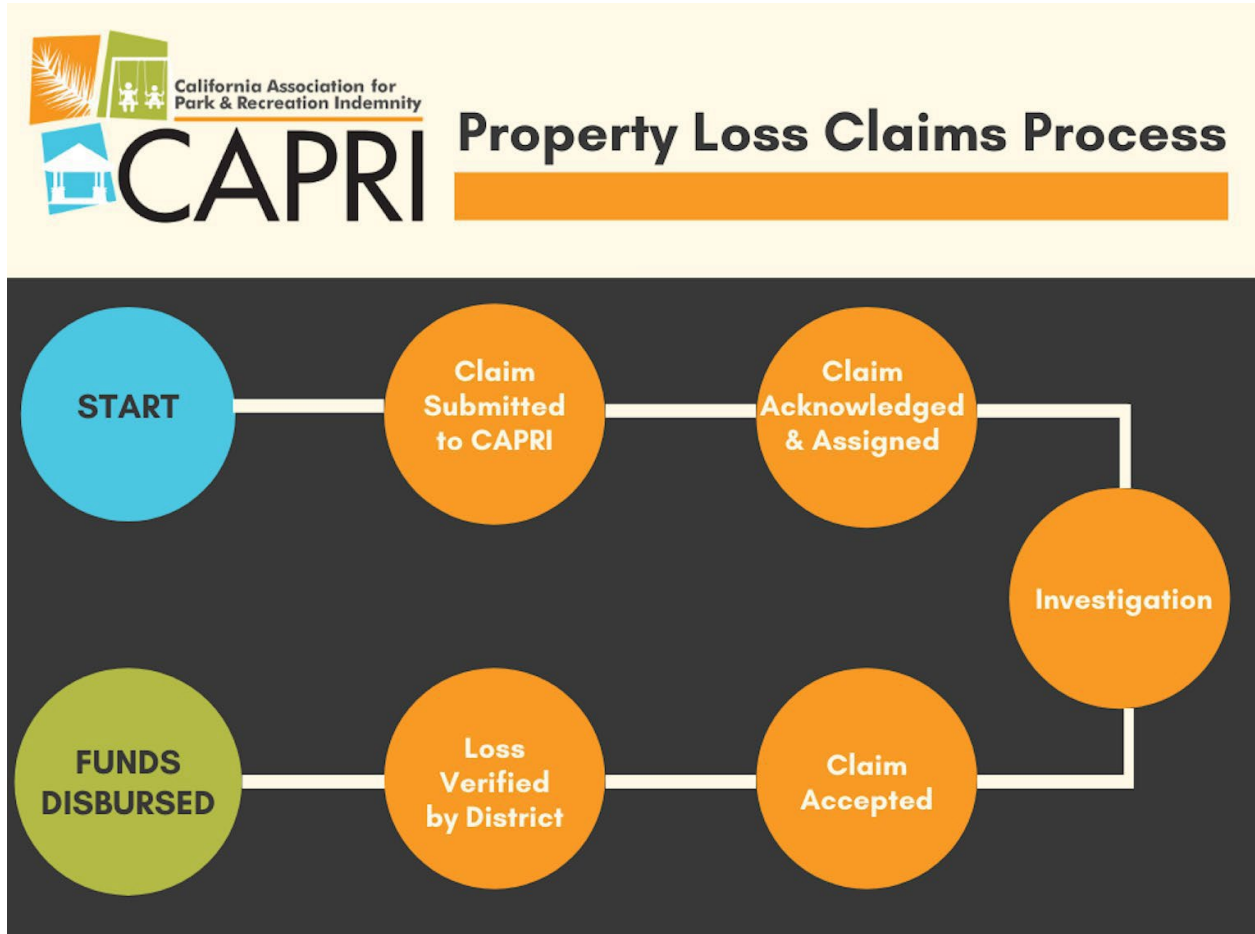 California Association for
Park & Recreation Indemnity
CAPRI
Property Loss Claims Process
START
Claim
Submitted
to CAPRI
Claim
Acknowledged
& Assigned
Investigation
Claim
Accepted
Loss
Verified
by District
FUNDS
DISBURSED